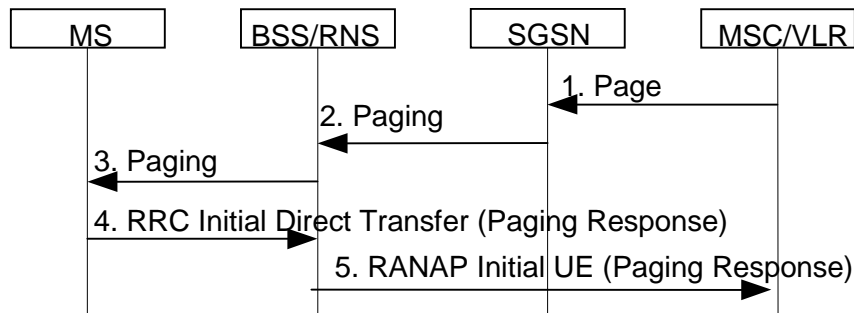 MS
BSS/RNS
SGSN
MSC/VLR
1. Page
2. Paging
3. Paging
4. RRC Initial Direct Transfer (Paging Response)
5. RANAP Initial UE (Paging Response)